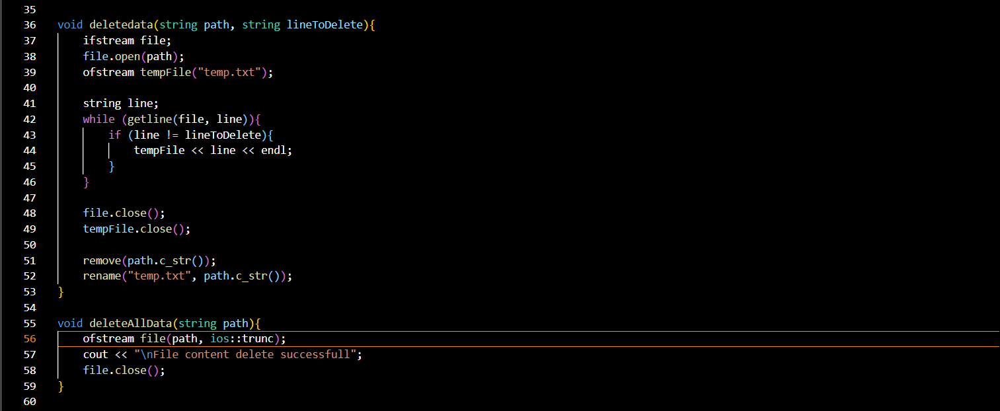 35
36 void deletedata(string path, string lineToDelete){
37     ifstream file;
38     file.open(path);
39     ofstream tempFile("temp.txt");
40
41     string line;
42     while (getline(file, line)){
43         if (line != lineToDelete){
44             tempFile << line << endl;
45         }
46     }
47
48     file.close();
49     tempFile.close();
50
51     remove(path.c_str());
52     rename("temp.txt", path.c_str());
53 }
54
55 void deleteAllData(string path){
56     ofstream file(path, ios::trunc);
57     cout << "\nFile content delete successfull";
58     file.close();
59 }
60